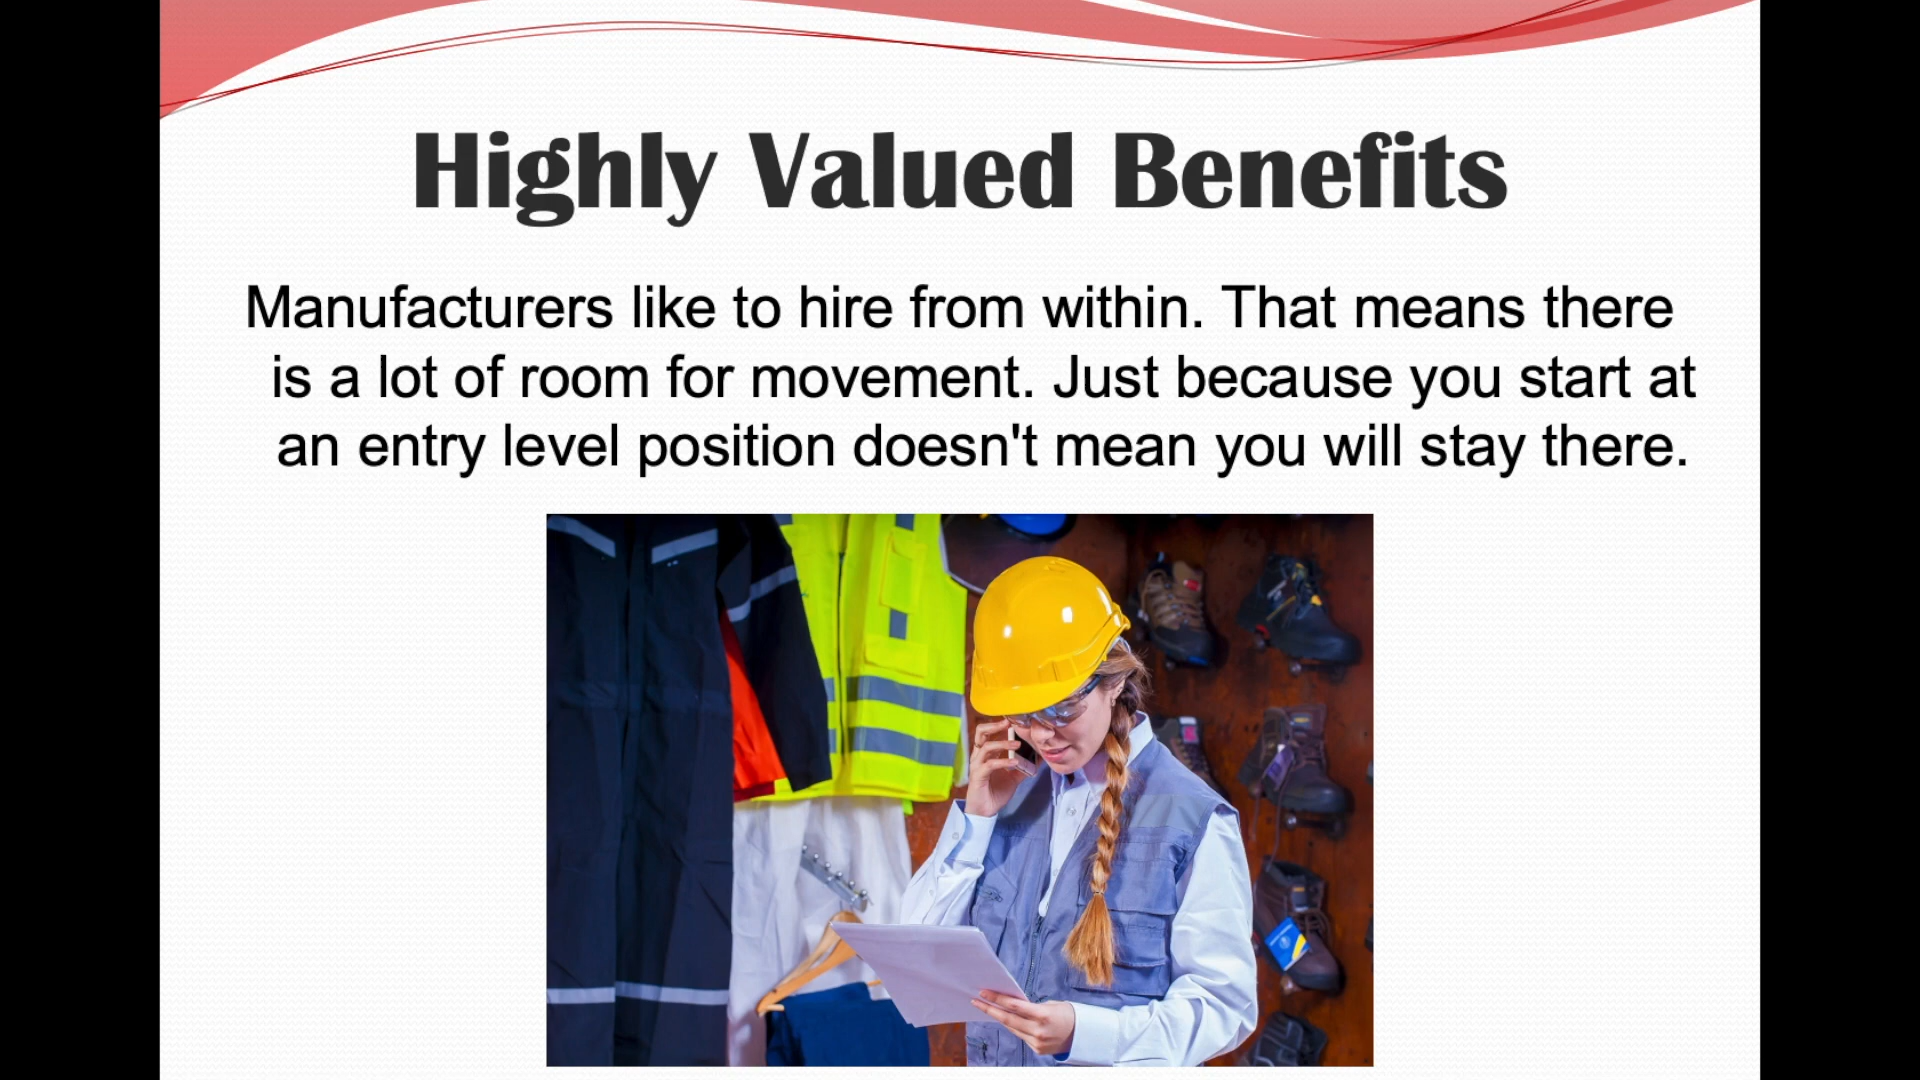 Highly Valued Benefits
Manufacturers like to hire from within. That means there
is a lot of room for movement. Just because you start at
an entry level position doesn't mean you will stay there.